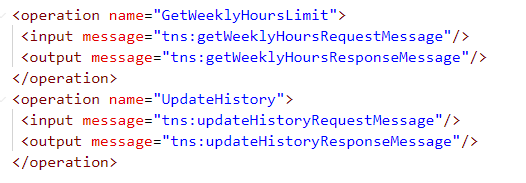 <operation name="GetWeeklyHoursLimit">
<input message="tns:getWeeklyHoursRequestMessage"/>
<output message="tns:getWeeklyHoursResponseMessage"/>
</operation>
<operation name="UpdateHistory">
<input message="tns:updateHistoryRequestMessage"/>
<output message="tns:updateHistoryResponseMessage"/>
</operation>